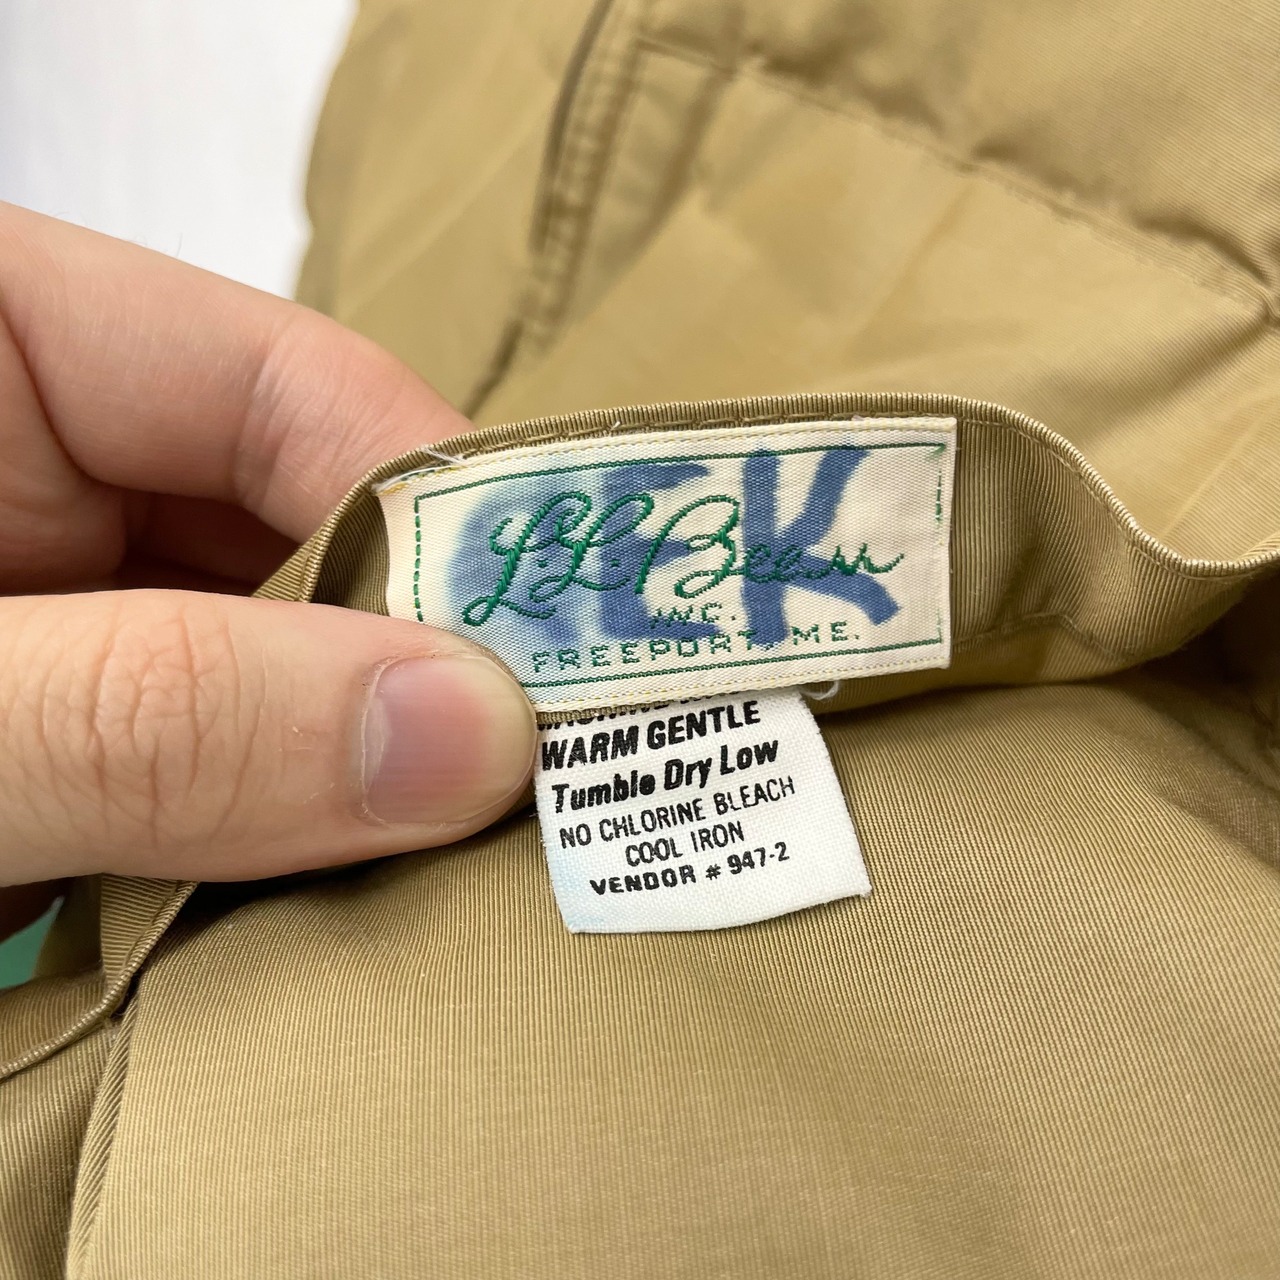 L.L.Bean
INC.
FREEPORT, ME.
WARM GENTLE
Tumble Dry Low
NO CHLORINE BLEACH
COOL IRON
VENDOR # 947-2